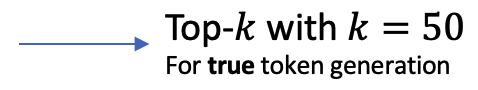 Top-k with k = 50
For true token generation